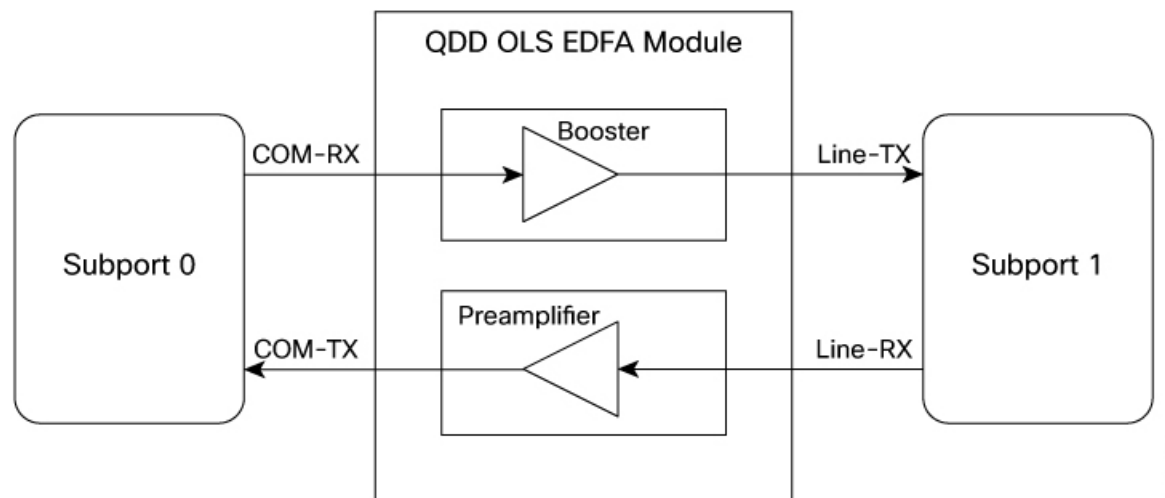 QDD OLS EDFA Module
Booster
COM-RX
Line-TX
Subport 0
Subport 1
Preamplifier
COM-TX
Line-RX